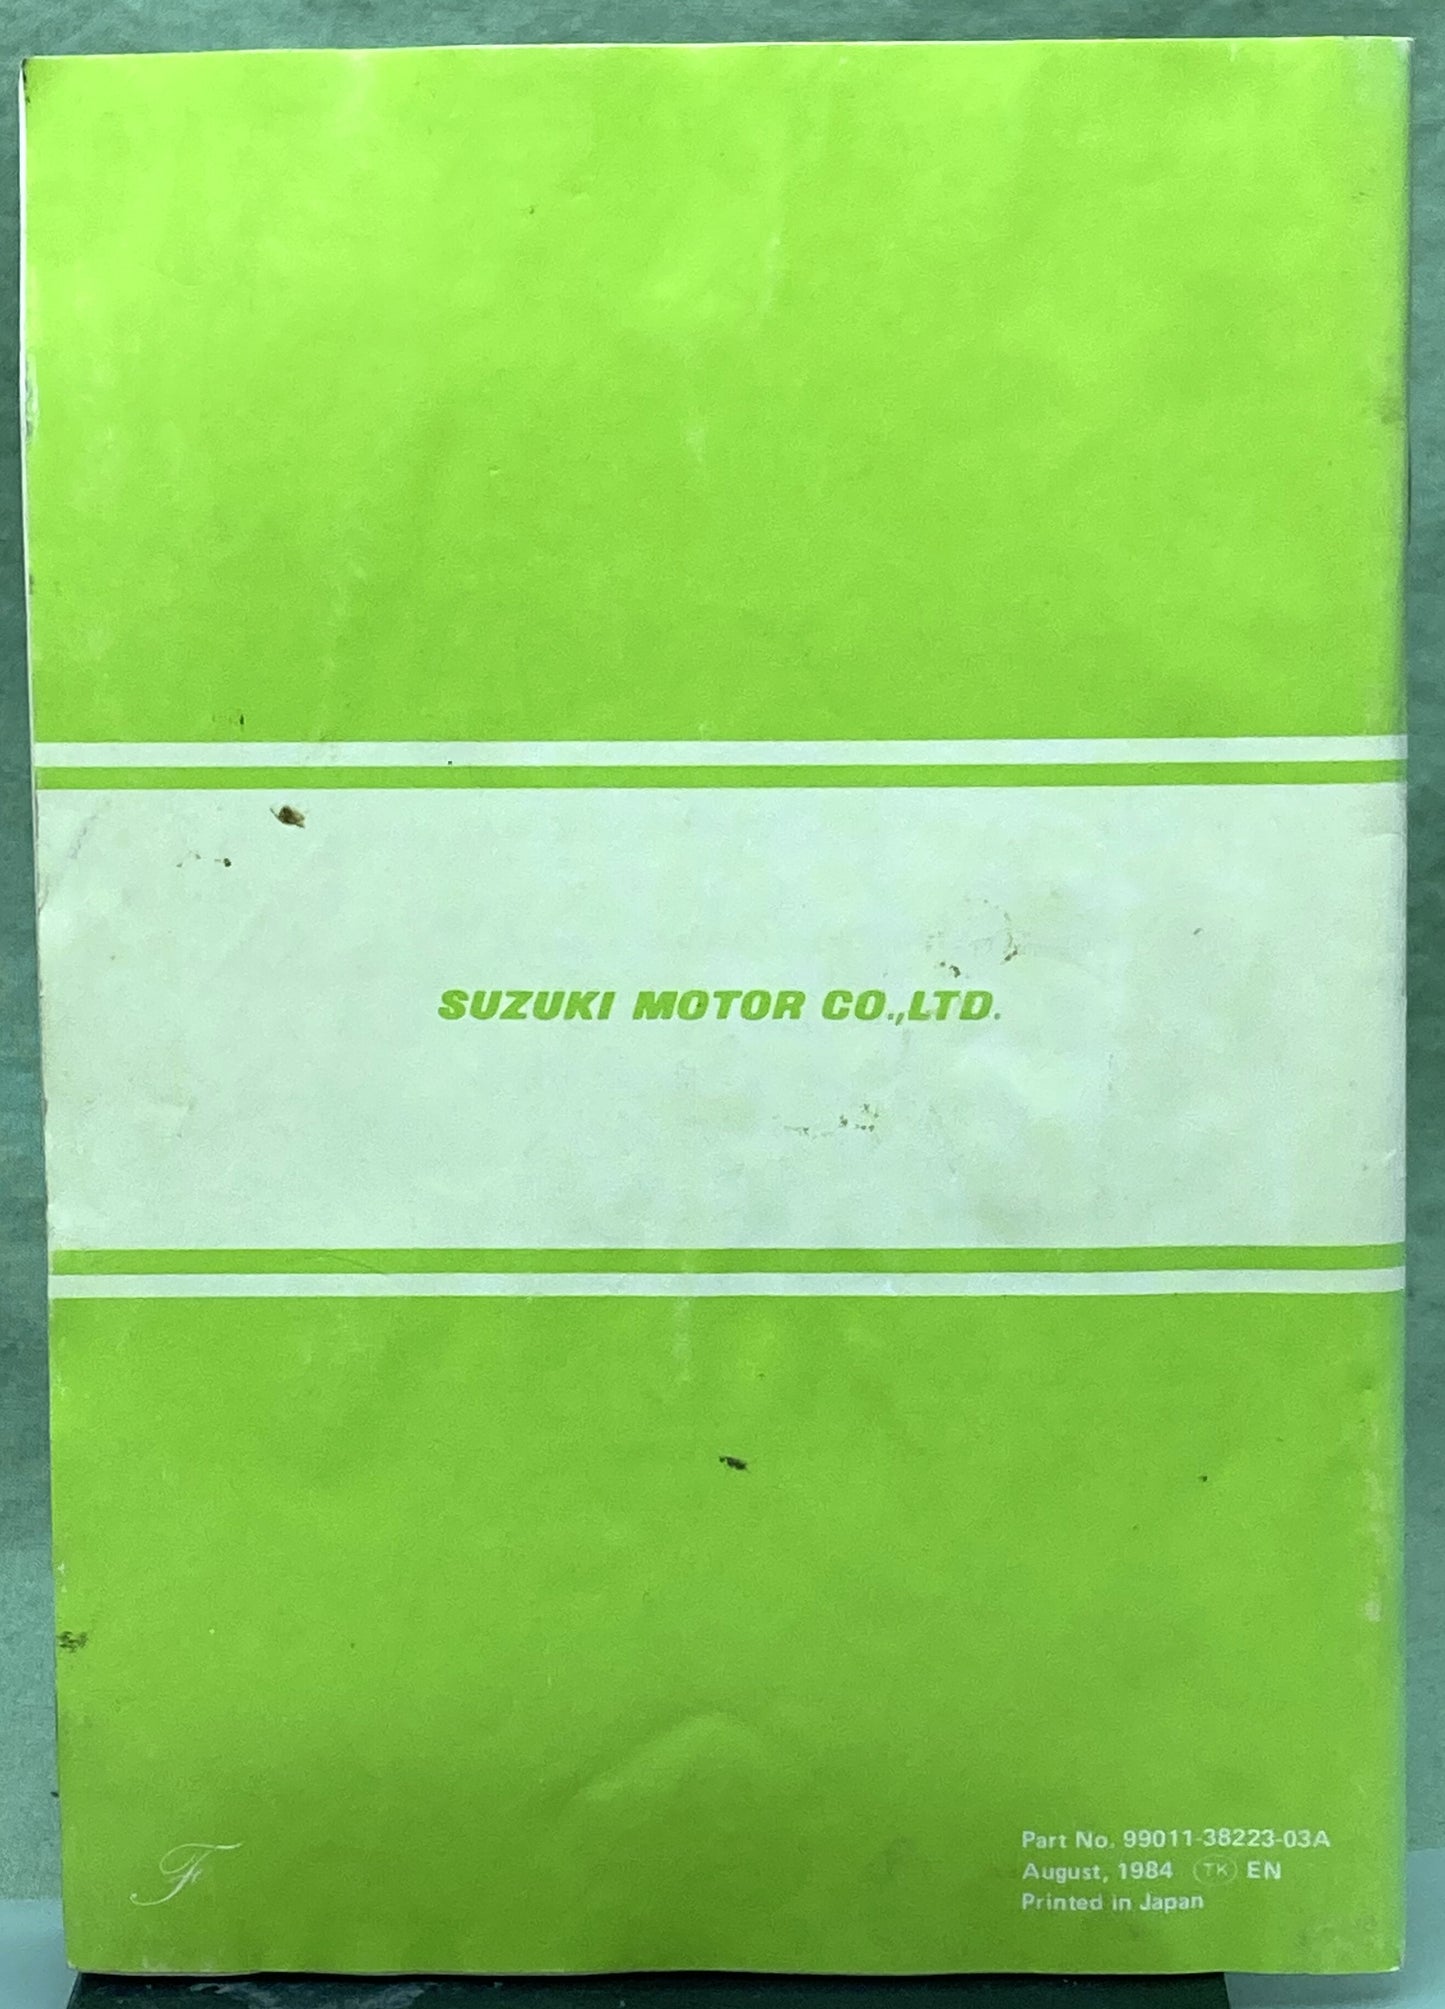 SUZUKI MOTOR CO.,LTD.
F
Part No. 99011-38223-03A
August, 1984 TK EN
Printed in Japan